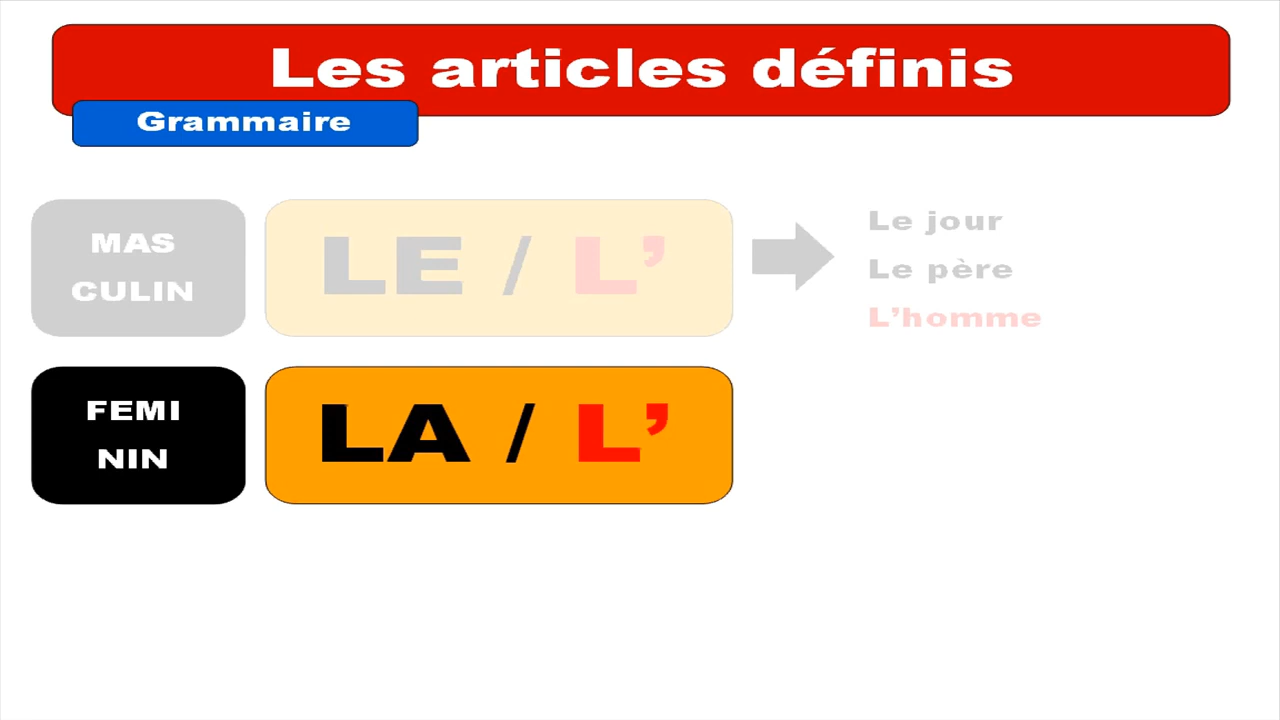 Les articles définis
Grammaire
MAS
CULIN
LE / L’
Le jour
Le père
L’homme
FEMI
NIN
LA / L’